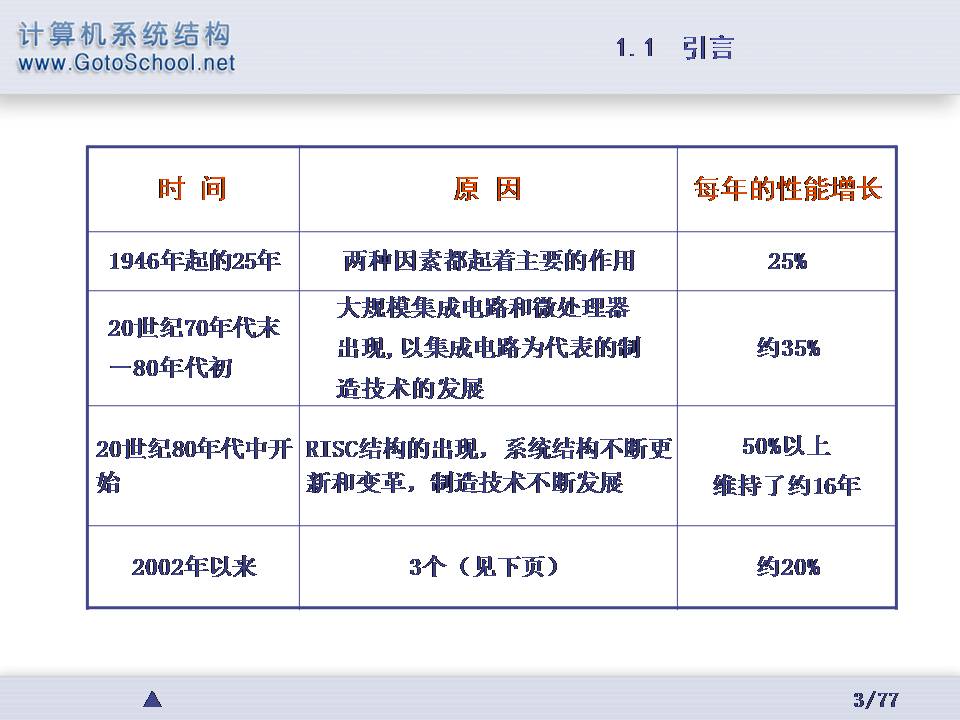 计算机系统结构
www.GotoSchool.net
1.1 引言
时 间
原 因
每年的性能增长
1946年起的25年
两种因素都起着主要的作用
25%
20世纪70年代末
—80年代初
大规模集成电路和微处理器
出现,以集成电路为代表的制
造技术的发展
约35%
20世纪80年代中开
始
RISC结构的出现，系统结构不断更
新和变革，制造技术不断发展
50%以上
维持了约16年
2002年以来
3个（见下页）
约20%
3/77